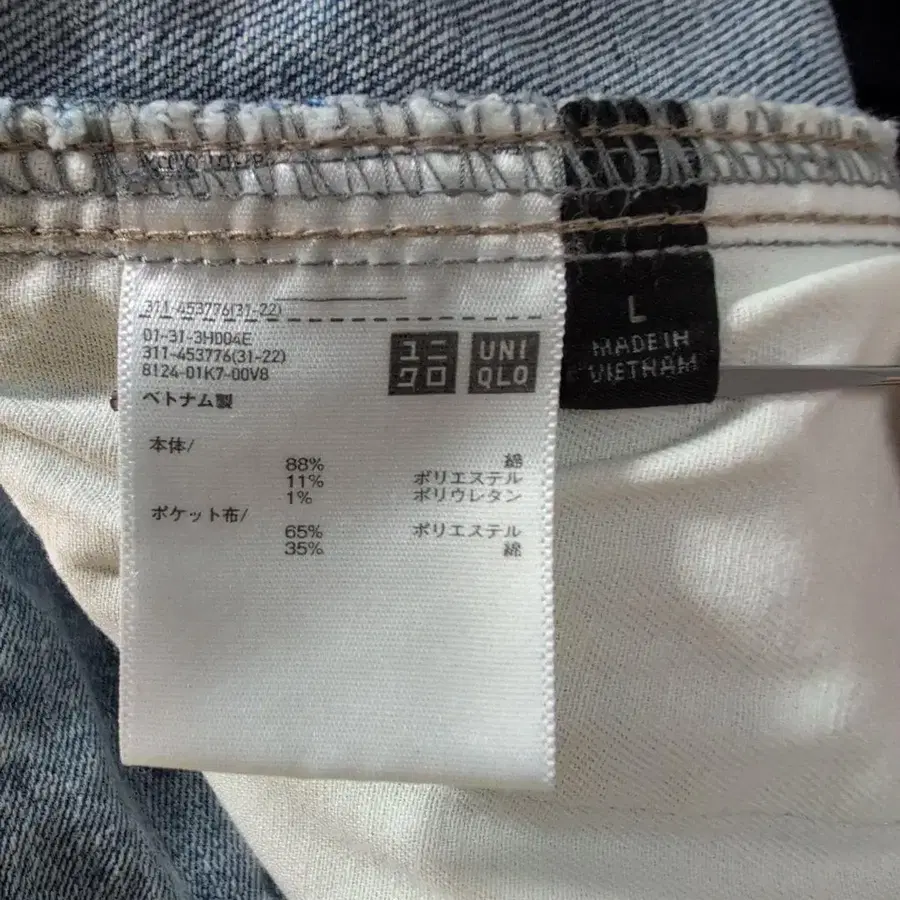 311-453776(31-22)
01-31-3H004E
311-453776(31-22)
8124-01K7-00V8
ベトナム製
ユニ
クロ
UNI
QLO
L
MADE IN
VIETNAM
本体/
88% 綿
11% ポリエステル
1% ポリウレタン
ポケット布/
65% ポリエステル
35% 綿